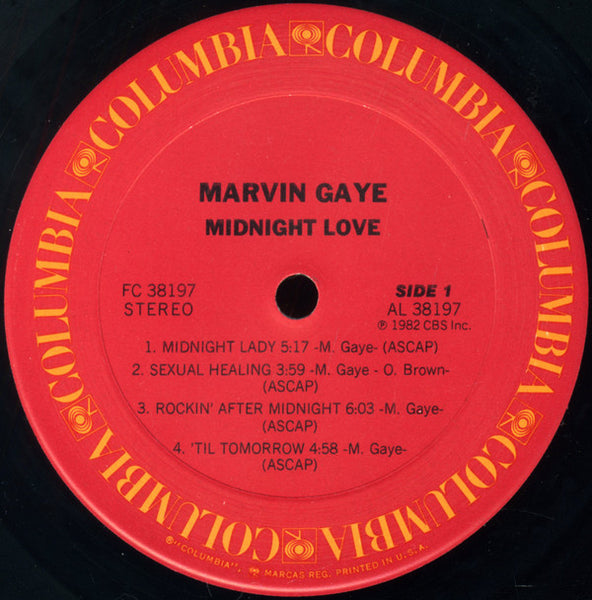 COLUMBIA COLUMBIA COLUMBIA COLUMBIA COLUMBIA COLUMBIA
MARVIN GAYE
MIDNIGHT LOVE
FC 38197
STEREO
SIDE 1
AL 38197
℗ 1982 CBS Inc.
1. MIDNIGHT LADY 5:17 -M. Gaye- (ASCAP)
2. SEXUAL HEALING 3:59 -M. Gaye - O. Brown-
(ASCAP)
3. ROCKIN' AFTER MIDNIGHT 6:03 -M. Gaye-
(ASCAP)
4. 'TIL TOMORROW 4:58 -M. Gaye-
(ASCAP)
®"COLUMBIA", MARCAS REG. PRINTED IN U.S.A.